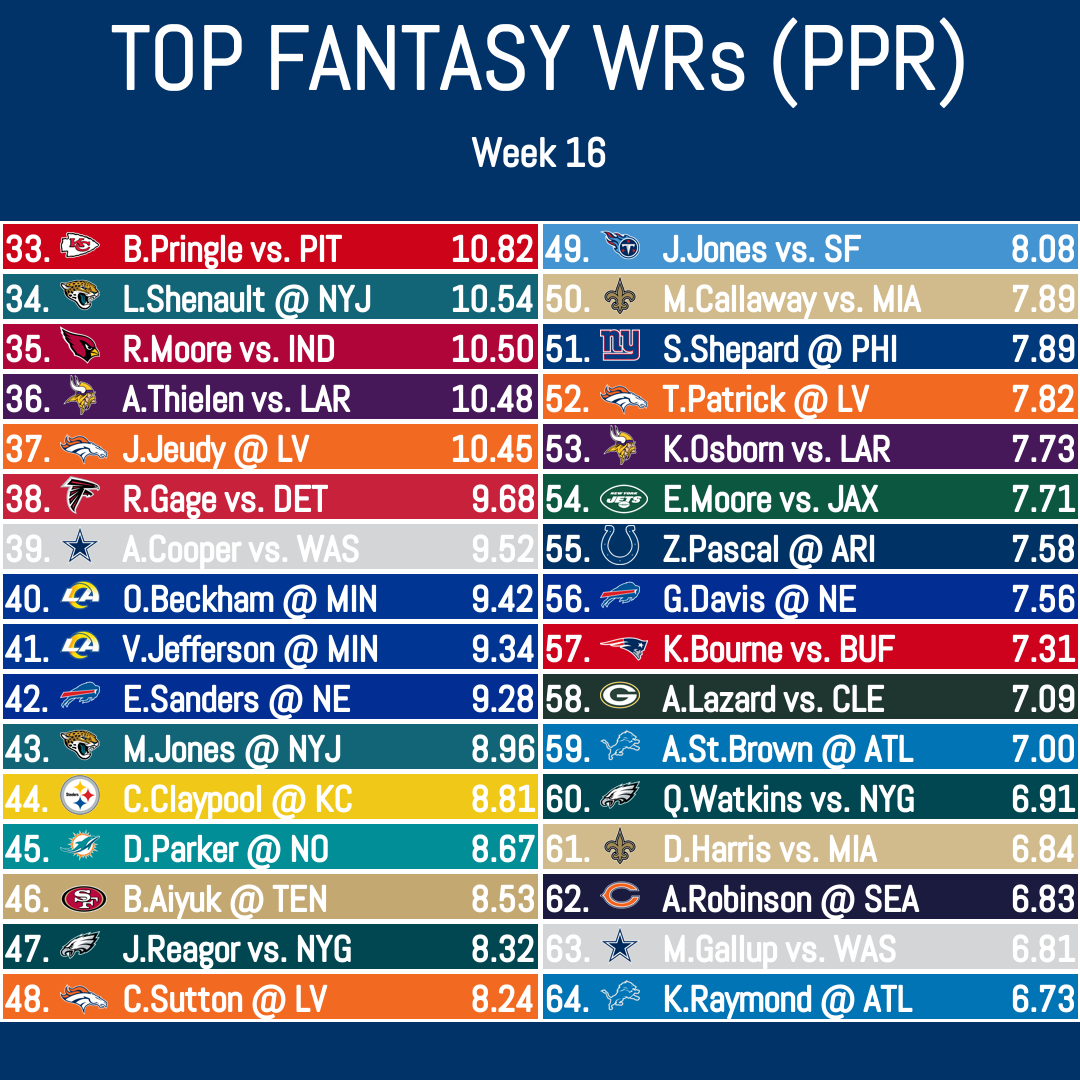 TOP FANTASY WRs (PPR)
Week 16
33. B.Pringle vs. PIT 10.82
34. L.Shenault @ NYJ 10.54
35. R.Moore vs. IND 10.50
36. A.Thielen vs. LAR 10.48
37. J.Jeudy @ LV 10.45
38. R.Gage vs. DET 9.68
39. A.Cooper vs. WAS 9.52
40. O.Beckham @ MIN 9.42
41. V.Jefferson @ MIN 9.34
42. E.Sanders @ NE 9.28
43. M.Jones @ NYJ 8.96
44. C.Claypool @ KC 8.81
45. D.Parker @ NO 8.67
46. B.Aiyuk @ TEN 8.53
47. J.Reagor vs. NYG 8.32
48. C.Sutton @ LV 8.24
49. J.Jones vs. SF 8.08
50. M.Callaway vs. MIA 7.89
51. ny S.Shepard @ PHI 7.89
52. T.Patrick @ LV 7.82
53. K.Osborn vs. LAR 7.73
54. NEW YORK JETS E.Moore vs. JAX 7.71
55. Z.Pascal @ ARI 7.58
56. G.Davis @ NE 7.56
57. K.Bourne vs. BUF 7.31
58. A.Lazard vs. CLE 7.09
59. A.St.Brown @ ATL 7.00
60. Q.Watkins vs. NYG 6.91
61. D.Harris vs. MIA 6.84
62. A.Robinson @ SEA 6.83
63. M.Gallup vs. WAS 6.81
64. K.Raymond @ ATL 6.73